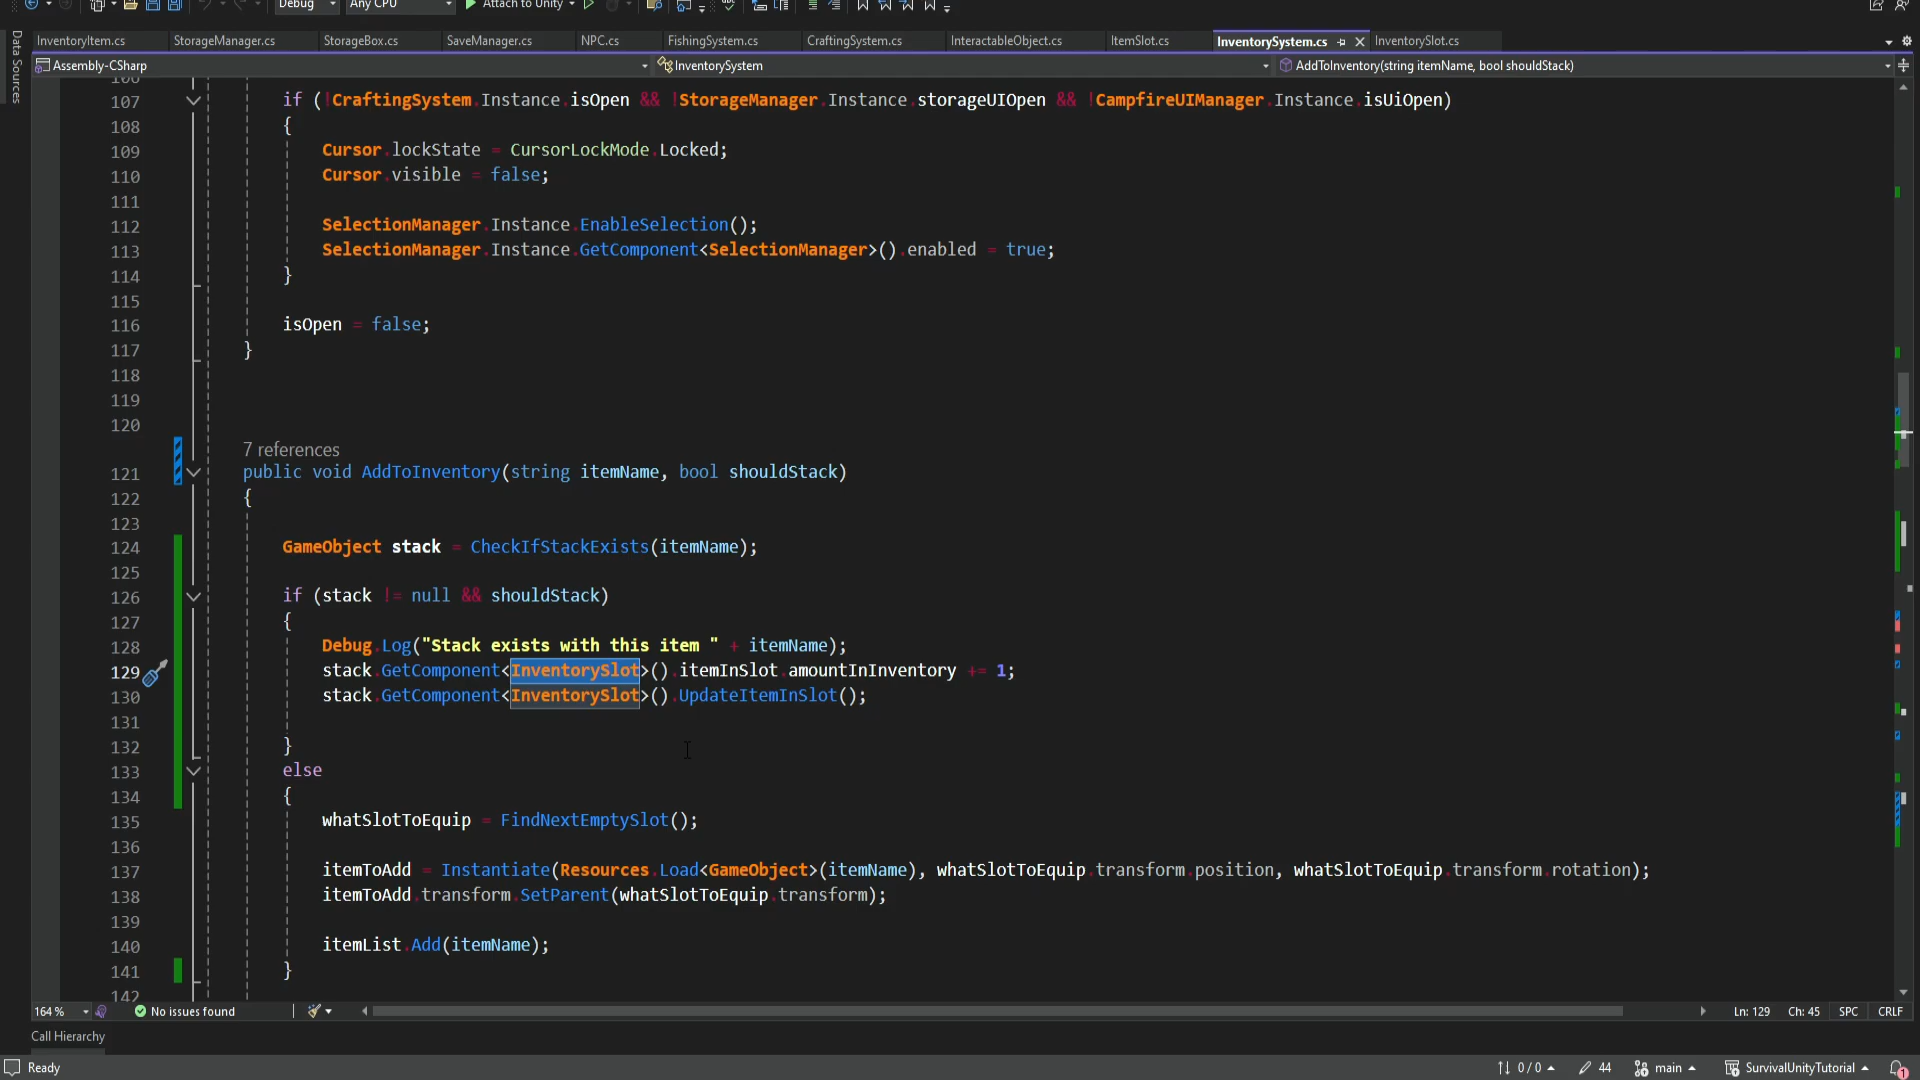 Debug
Any CPU
Attach to Unity
Data Sources
InventoryItem.cs
StorageManager.cs
StorageBox.cs
SaveManager.cs
NPC.cs
FishingSystem.cs
CraftingSystem.cs
InteractableObject.cs
ItemSlot.cs
InventorySystem.cs
InventorySlot.cs
Assembly-CSharp
InventorySystem
AddToInventory(string itemName, bool shouldStack)
106
107 if (!CraftingSystem.Instance.isOpen && !StorageManager.Instance.storageUIOpen && !CampfireUIManager.Instance.isUiOpen)
108 {
109 Cursor.lockState = CursorLockMode.Locked;
110 Cursor.visible = false;
111
112 SelectionManager.Instance.EnableSelection();
113 SelectionManager.Instance.GetComponent<SelectionManager>().enabled = true;
114 }
115
116 isOpen = false;
117 }
118
119
120
7 references
121 public void AddToInventory(string itemName, bool shouldStack)
122 {
123
124 GameObject stack = CheckIfStackExists(itemName);
125
126 if (stack != null && shouldStack)
127 {
128 Debug.Log("Stack exists with this item " + itemName);
129 stack.GetComponent<InventorySlot>().itemInSlot.amountInInventory += 1;
130 stack.GetComponent<InventorySlot>().UpdateItemInSlot();
131
132 }
133 else
134 {
135 whatSlotToEquip = FindNextEmptySlot();
136
137 itemToAdd = Instantiate(Resources.Load<GameObject>(itemName), whatSlotToEquip.transform.position, whatSlotToEquip.transform.rotation);
138 itemToAdd.transform.SetParent(whatSlotToEquip.transform);
139
140 itemList.Add(itemName);
141 }
142
164 %
No issues found
Ln: 129 Ch: 45 SPC CRLF
Call Hierarchy
Ready
0 / 0
44
main
SurvivalUnityTutorial
1